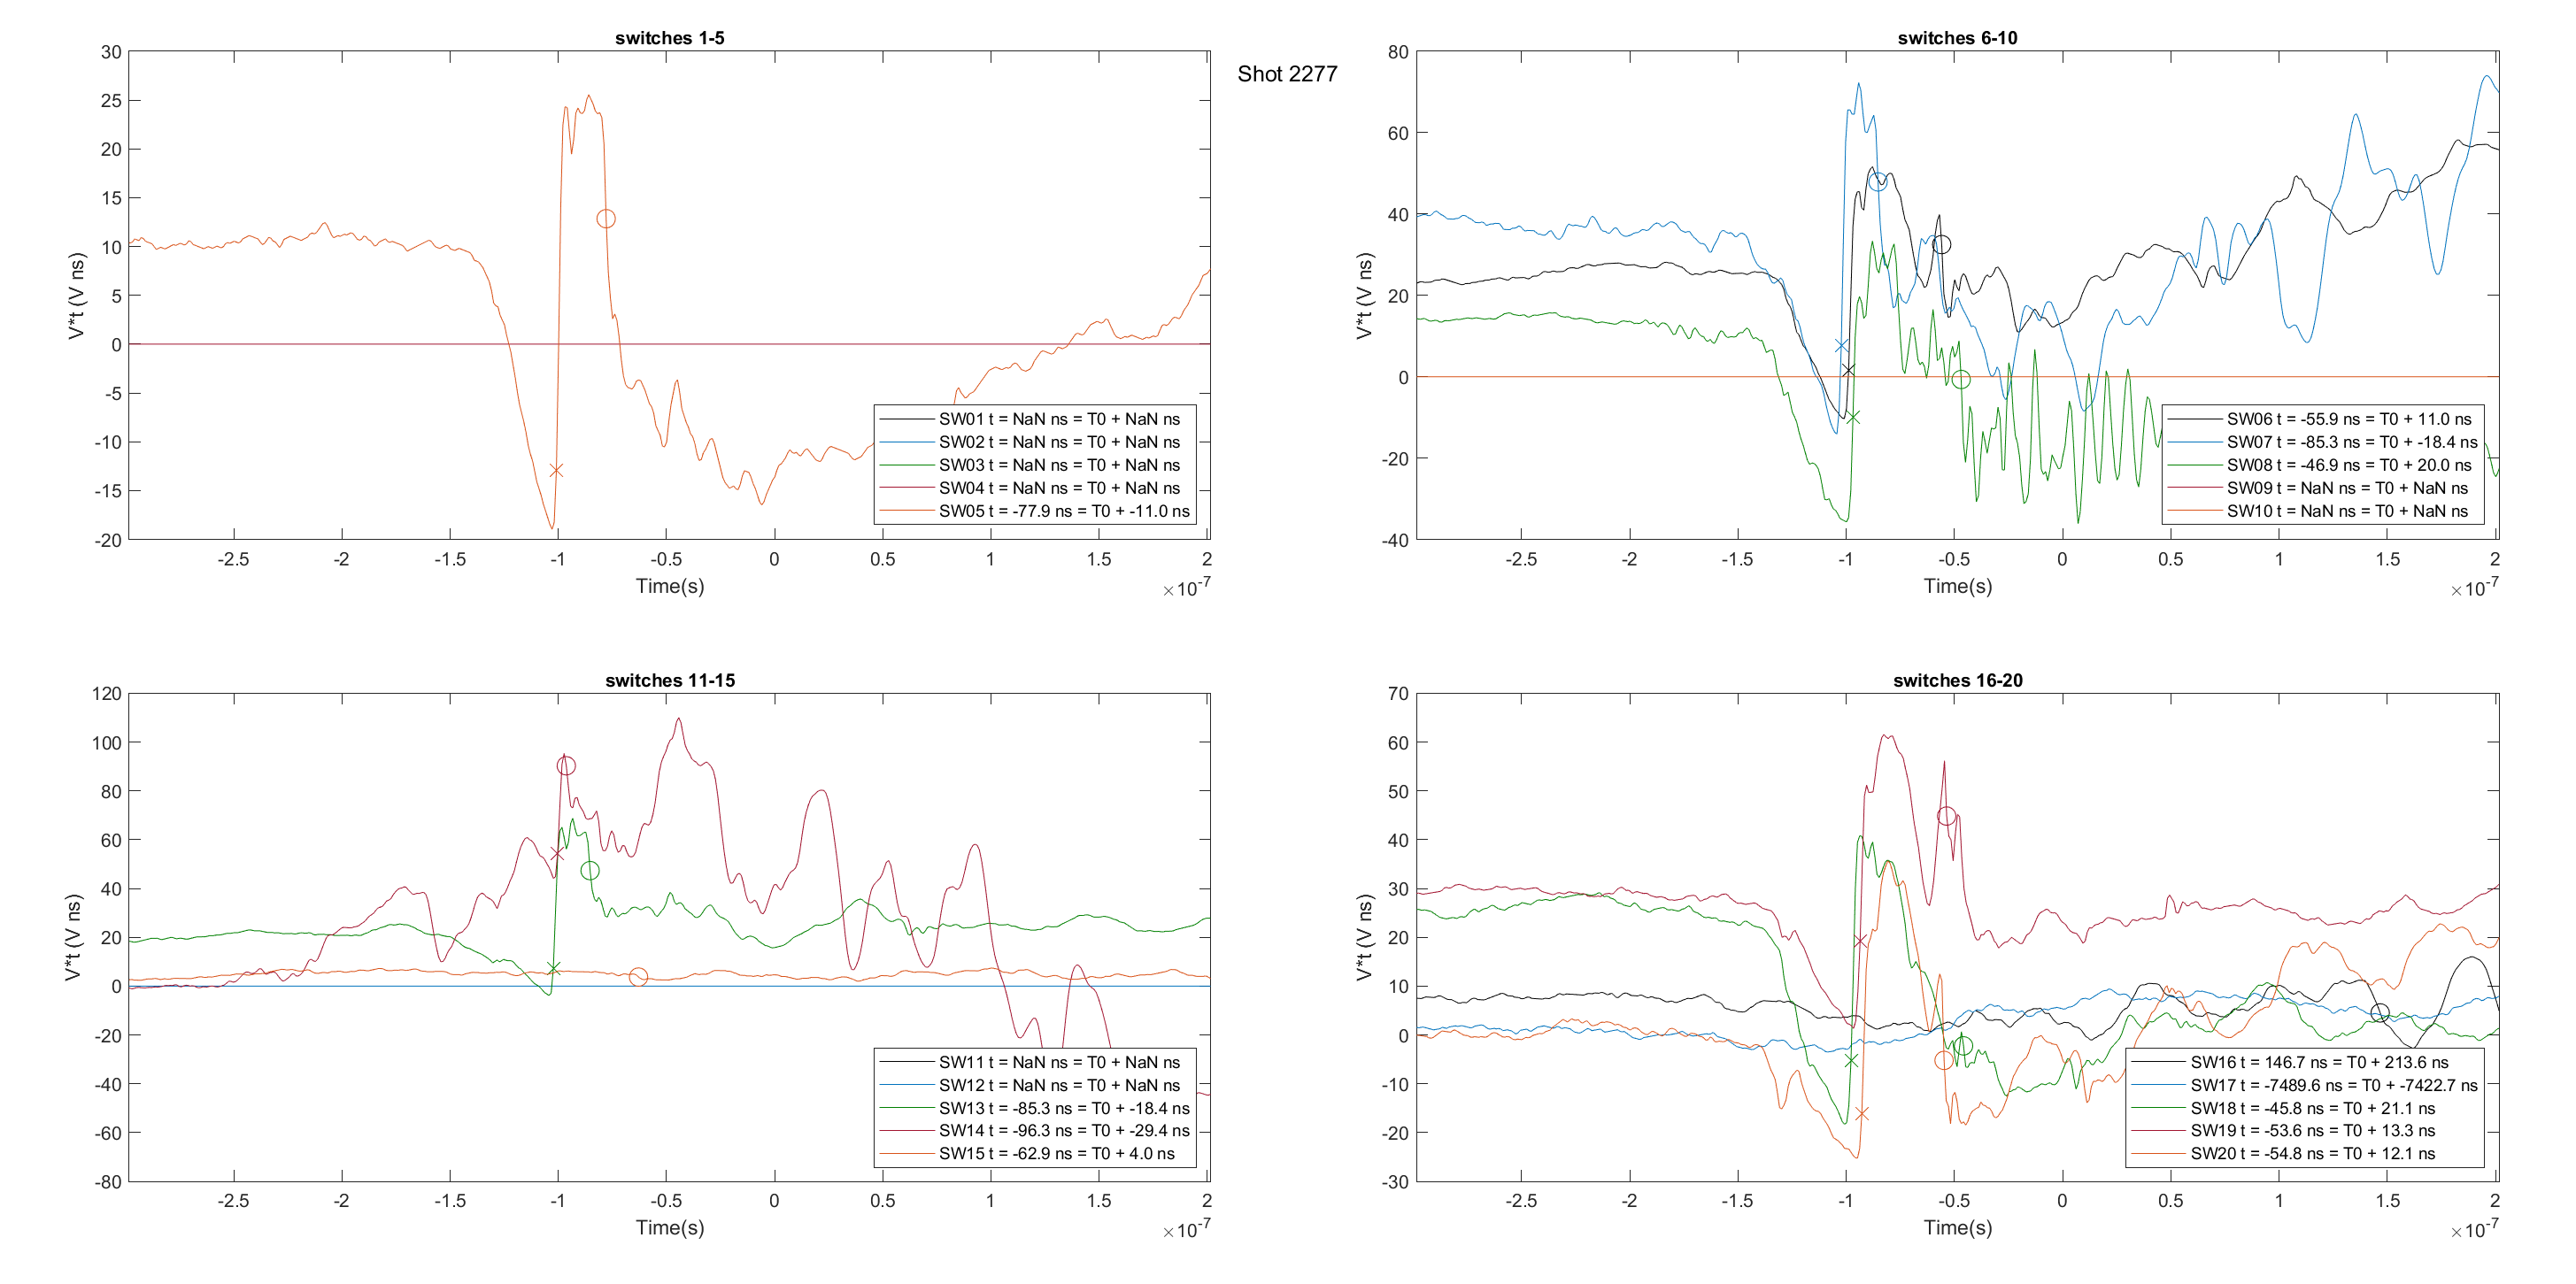 Shot 2277
switches 1-5
30
25
20
15
10
5
0
-5
-10
-15
-20
V*t (V ns)
SW01 t = NaN ns = T0 + NaN ns
SW02 t = NaN ns = T0 + NaN ns
SW03 t = NaN ns = T0 + NaN ns
SW04 t = NaN ns = T0 + NaN ns
SW05 t = -77.9 ns = T0 + -11.0 ns
-2.5 -2 -1.5 -1 -0.5 0 0.5 1 1.5 2
Time(s)
×10-7
switches 6-10
80
60
40
20
0
-20
-40
V*t (V ns)
SW06 t = -55.9 ns = T0 + 11.0 ns
SW07 t = -85.3 ns = T0 + -18.4 ns
SW08 t = -46.9 ns = T0 + 20.0 ns
SW09 t = NaN ns = T0 + NaN ns
SW10 t = NaN ns = T0 + NaN ns
-2.5 -2 -1.5 -1 -0.5 0 0.5 1 1.5 2
Time(s)
×10-7
switches 11-15
120
100
80
60
40
20
0
-20
-40
-60
-80
V*t (V ns)
SW11 t = NaN ns = T0 + NaN ns
SW12 t = NaN ns = T0 + NaN ns
SW13 t = -85.3 ns = T0 + -18.4 ns
SW14 t = -96.3 ns = T0 + -29.4 ns
SW15 t = -62.9 ns = T0 + 4.0 ns
-2.5 -2 -1.5 -1 -0.5 0 0.5 1 1.5 2
Time(s)
×10-7
switches 16-20
70
60
50
40
30
20
10
0
-10
-20
-30
V*t (V ns)
SW16 t = 146.7 ns = T0 + 213.6 ns
SW17 t = -7489.6 ns = T0 + -7422.7 ns
SW18 t = -45.8 ns = T0 + 21.1 ns
SW19 t = -53.6 ns = T0 + 13.3 ns
SW20 t = -54.8 ns = T0 + 12.1 ns
-2.5 -2 -1.5 -1 -0.5 0 0.5 1 1.5 2
Time(s)
×10-7